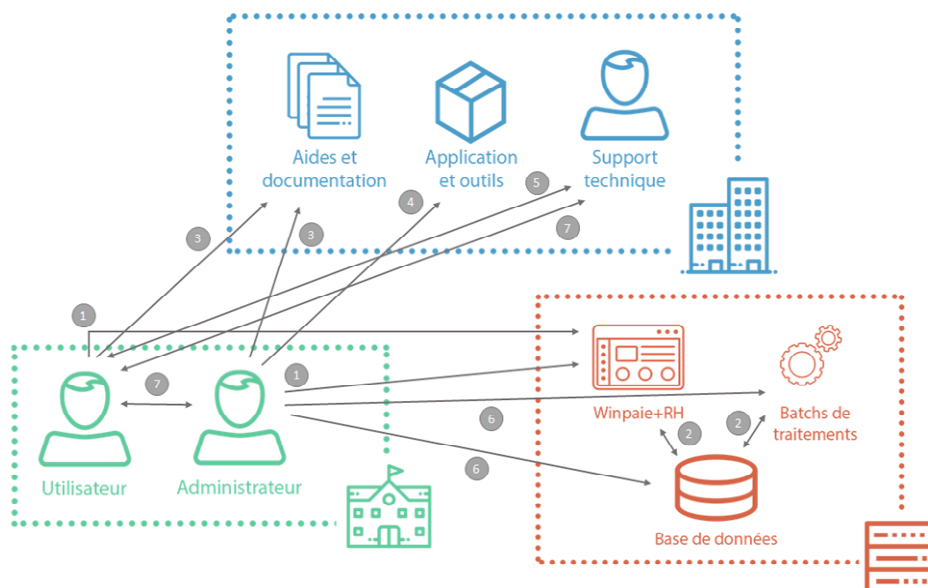 Aides et
documentation
Application
et outils
Support
technique
5
4
3
3
7
1
1
7
Winpaie+RH
Batchs de
traitements
6
2
2
6
Utilisateur
Administrateur
Base de données